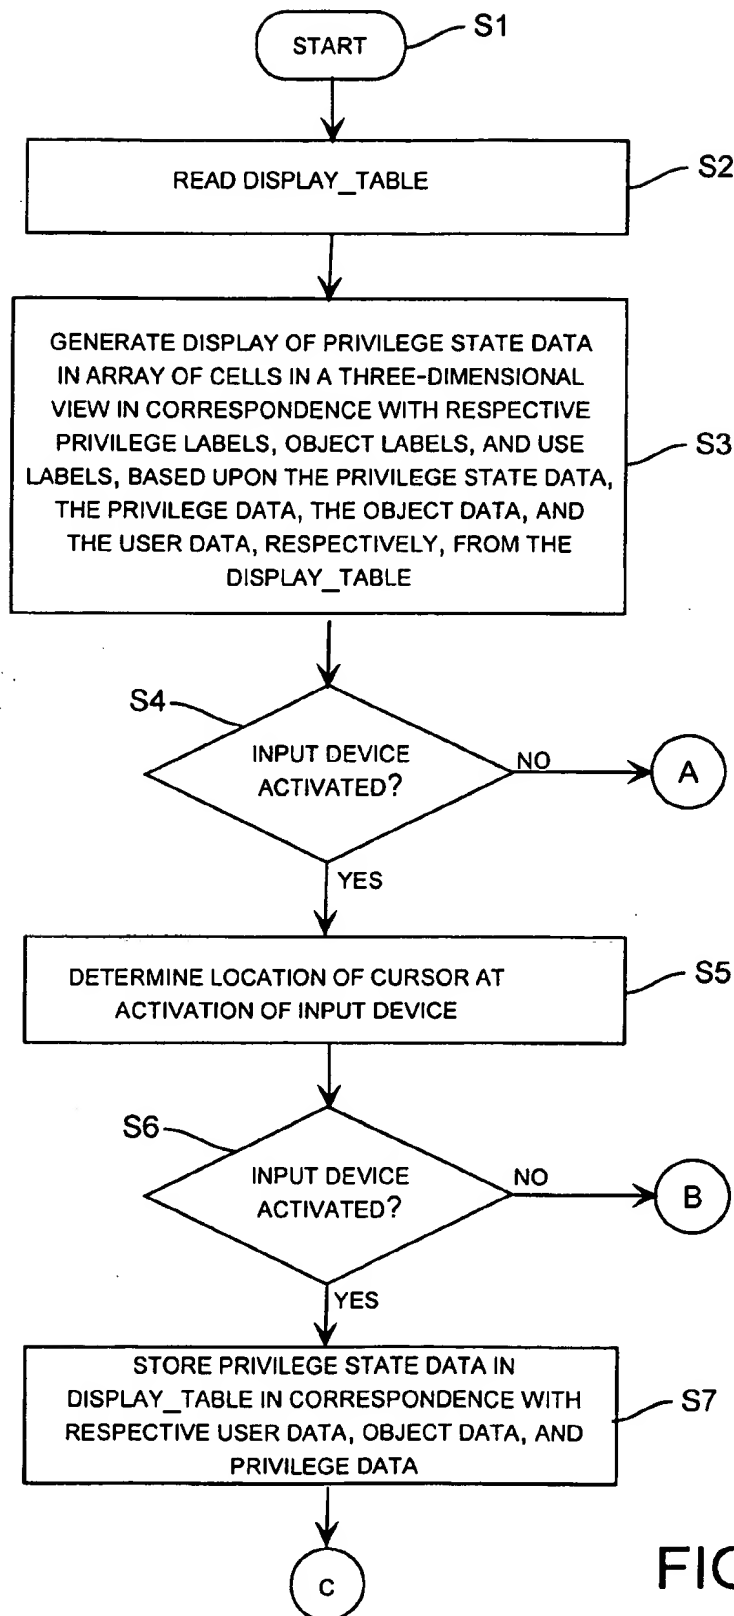 START
S1
READ DISPLAY_TABLE
S2
GENERATE DISPLAY OF PRIVILEGE STATE DATA
IN ARRAY OF CELLS IN A THREE-DIMENSIONAL
VIEW IN CORRESPONDENCE WITH RESPECTIVE
PRIVILEGE LABELS, OBJECT LABELS, AND USE
LABELS, BASED UPON THE PRIVILEGE STATE DATA,
THE PRIVILEGE DATA, THE OBJECT DATA, AND
THE USER DATA, RESPECTIVELY, FROM THE
DISPLAY_TABLE
S3
S4
INPUT DEVICE
ACTIVATED?
NO
A
YES
DETERMINE LOCATION OF CURSOR AT
ACTIVATION OF INPUT DEVICE
S5
S6
INPUT DEVICE
ACTIVATED?
NO
B
YES
STORE PRIVILEGE STATE DATA IN
DISPLAY_TABLE IN CORRESPONDENCE WITH
RESPECTIVE USER DATA, OBJECT DATA, AND
PRIVILEGE DATA
S7
C